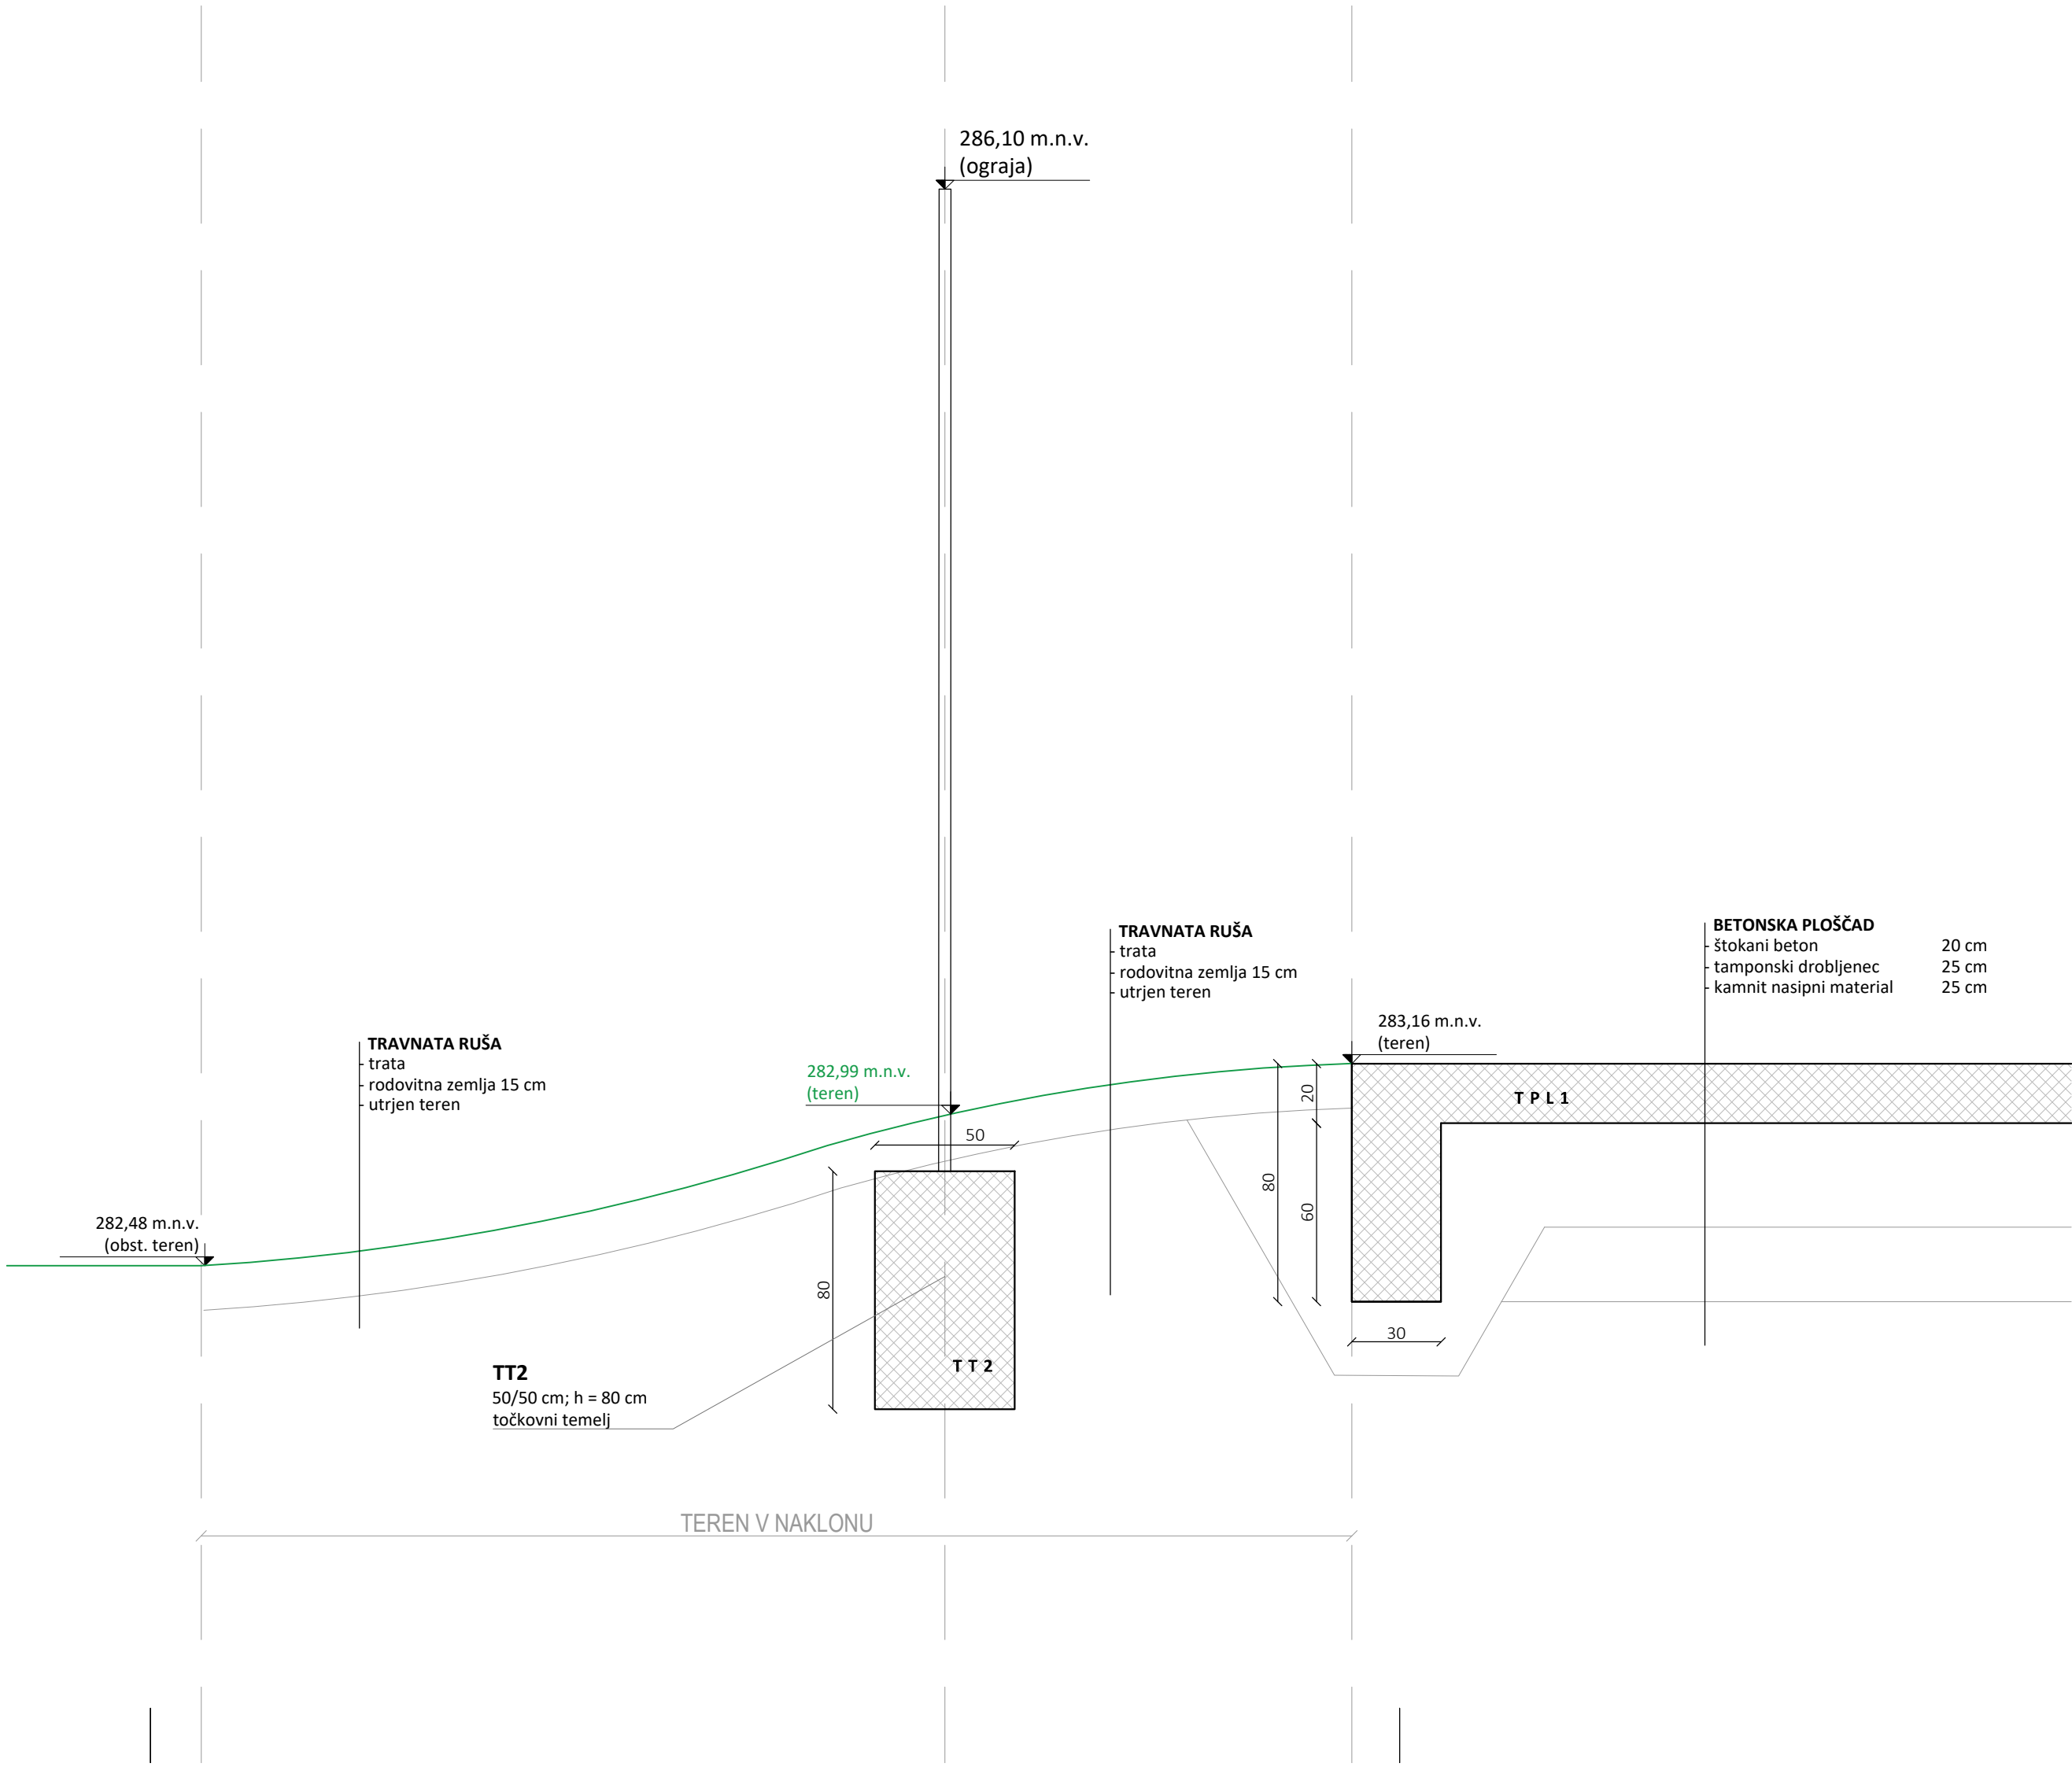 286,10 m.n.v.
(ograja)
TRAVNATA RUŠA
- trata
- rodovitna zemlja 15 cm
- utrjen teren
BETONSKA PLOŠČAD
- štokani beton 20 cm
- tamponski drobljenec 25 cm
- kamnit nasipni material 25 cm
283,16 m.n.v.
(teren)
TRAVNATA RUŠA
- trata
- rodovitna zemlja 15 cm
- utrjen teren
282,99 m.n.v.
(teren)
20
T P L 1
50
80
60
282,48 m.n.v.
(obst. teren)
80
30
T T 2
TT2
50/50 cm; h = 80 cm
točkovni temelj
TEREN V NAKLONU